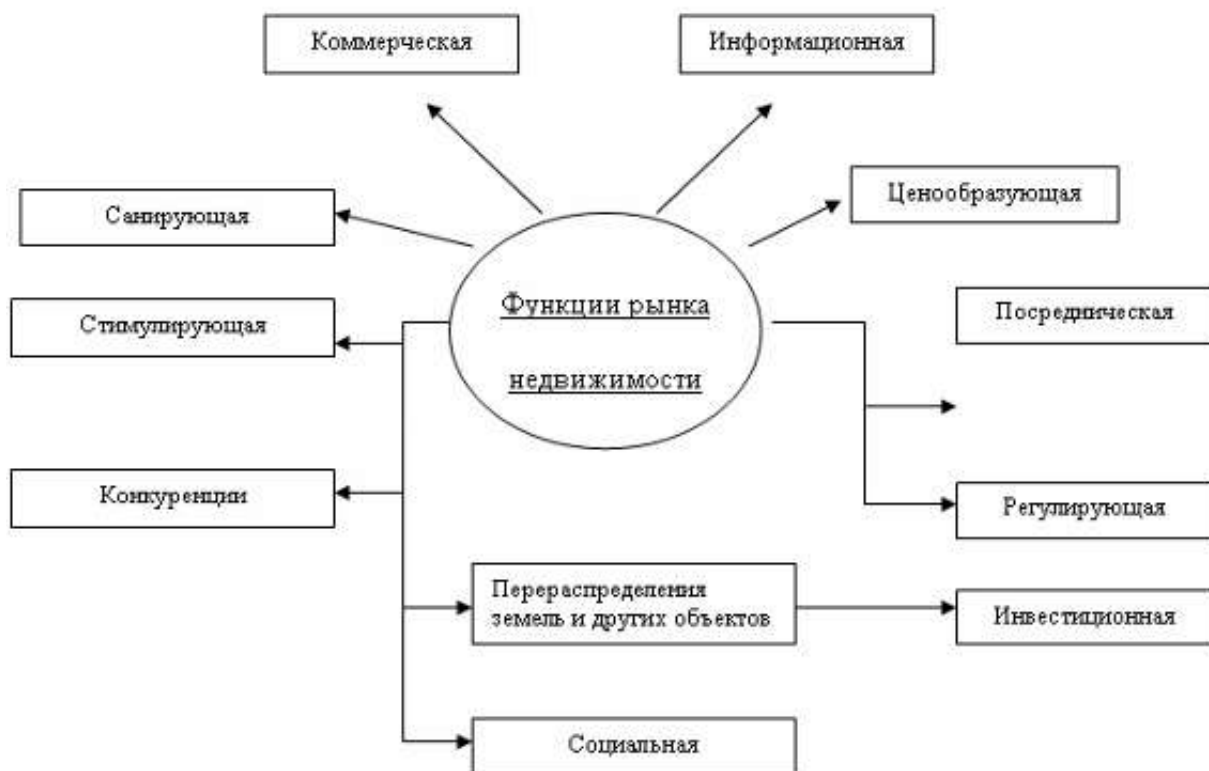 Коммерческая
Информационная
Санирующая
Ценообразующая
Стимулирующая
Функции рынка
недвижимости
Посредническая
Конкуренции
Регулирующая
Перераспределения
земель и других объектов
Инвестиционная
Социальная